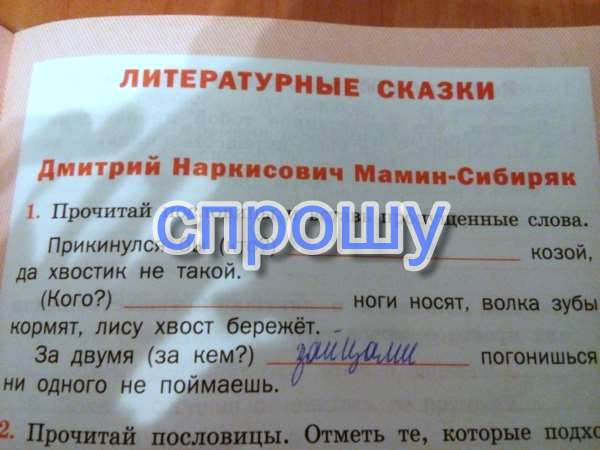 ЛИТЕРАТУРНЫЕ СКАЗКИ
Дмитрий Наркисович Мамин-Сибиряк
1. Прочитай слова.
спрошу
Прикинулся козой,
да хвостик не такой.
(Кого?) ноги носят, волка зубы
кормят, лису хвост бережёт.
За двумя (за кем?) зайцами погонишься
ни одного не поймаешь.
2. Прочитай пословицы. Отметь те, которые